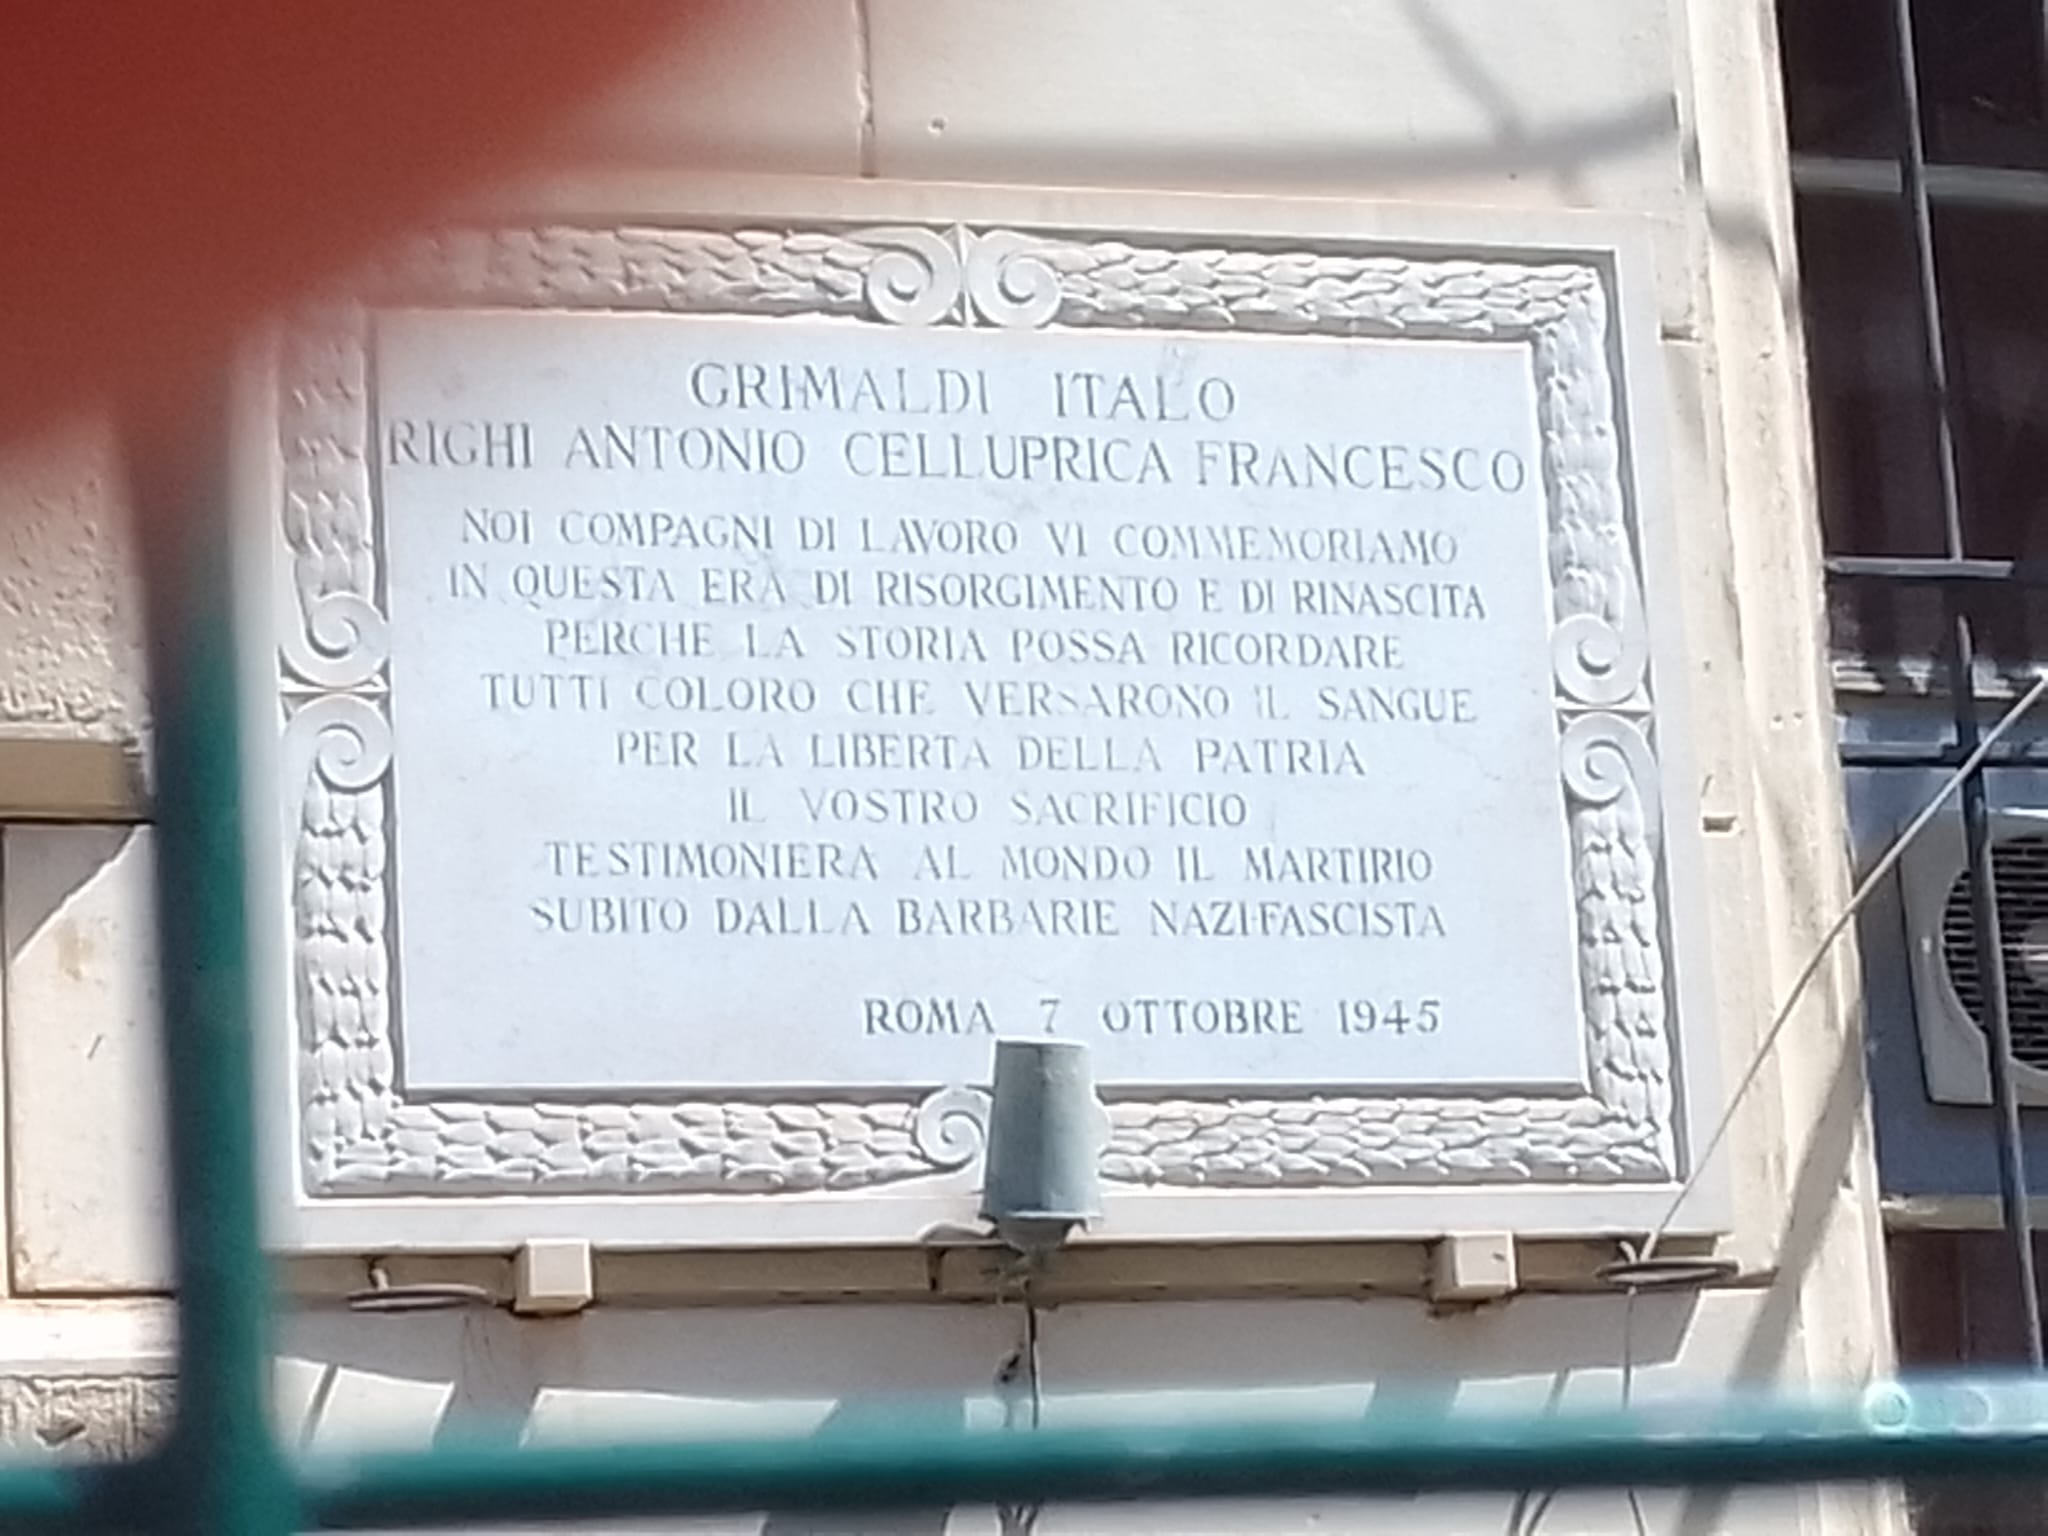 GRIMALDI ITALO
RIGHI ANTONIO CELLUPRICA FRANCESCO
NOI COMPAGNI DI LAVORO VI COMMEMORIAMO
IN QUESTA ERA DI RISORGIMENTO E DI RINASCITA
PERCHE LA STORIA POSSA RICORDARE
TUTTI COLORO CHE VERSARONO IL SANGUE
PER LA LIBERTA DELLA PATRIA
IL VOSTRO SACRIFICIO
TESTIMONIERA AL MONDO IL MARTIRIO
SUBITO DALLA BARBARIE NAZI-FASCISTA
ROMA 7 OTTOBRE 1945